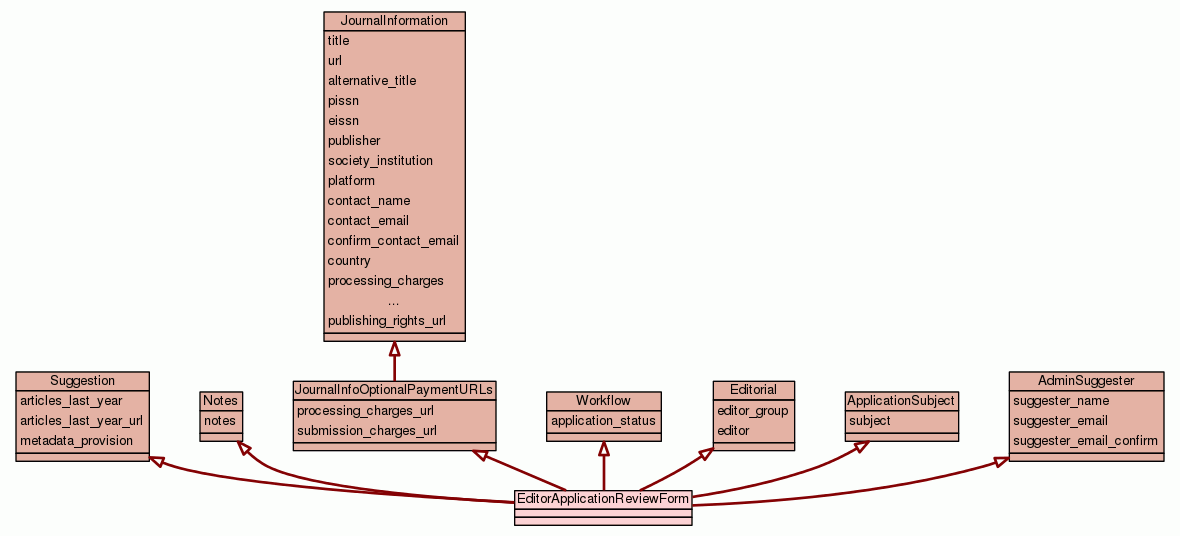 JournalInformation
title
url
alternative_title
pissn
eissn
publisher
society_institution
platform
contact_name
contact_email
confirm_contact_email
country
processing_charges
...
publishing_rights_url
Suggestion
articles_last_year
articles_last_year_url
metadata_provision
Notes
notes
JournalInfoOptionalPaymentURLs
processing_charges_url
submission_charges_url
Workflow
application_status
Editorial
editor_group
editor
ApplicationSubject
subject
AdminSuggester
suggester_name
suggester_email
suggester_email_confirm
EditorApplicationReviewForm